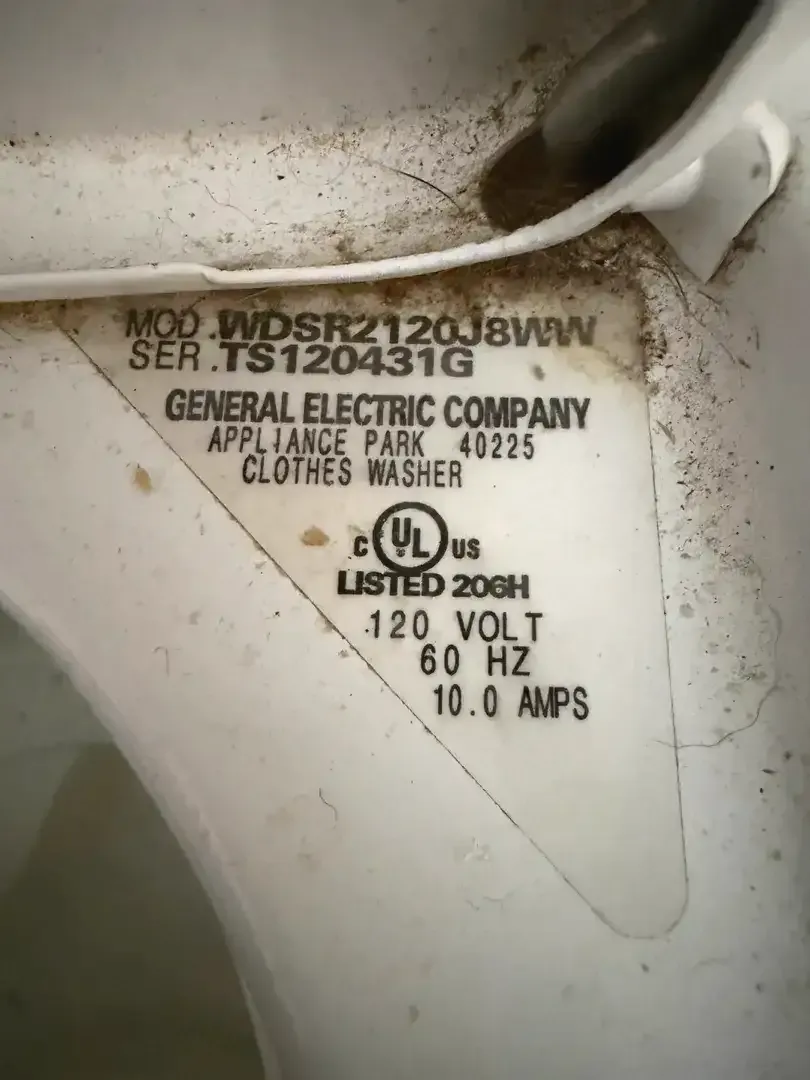 MOD.WDSR2120J8WW
SER.TS120431G
GENERAL ELECTRIC COMPANY
APPLIANCE PARK 40225
CLOTHES WASHER
C UL US
LISTED 206H
120 VOLT
60 HZ
10.0 AMPS